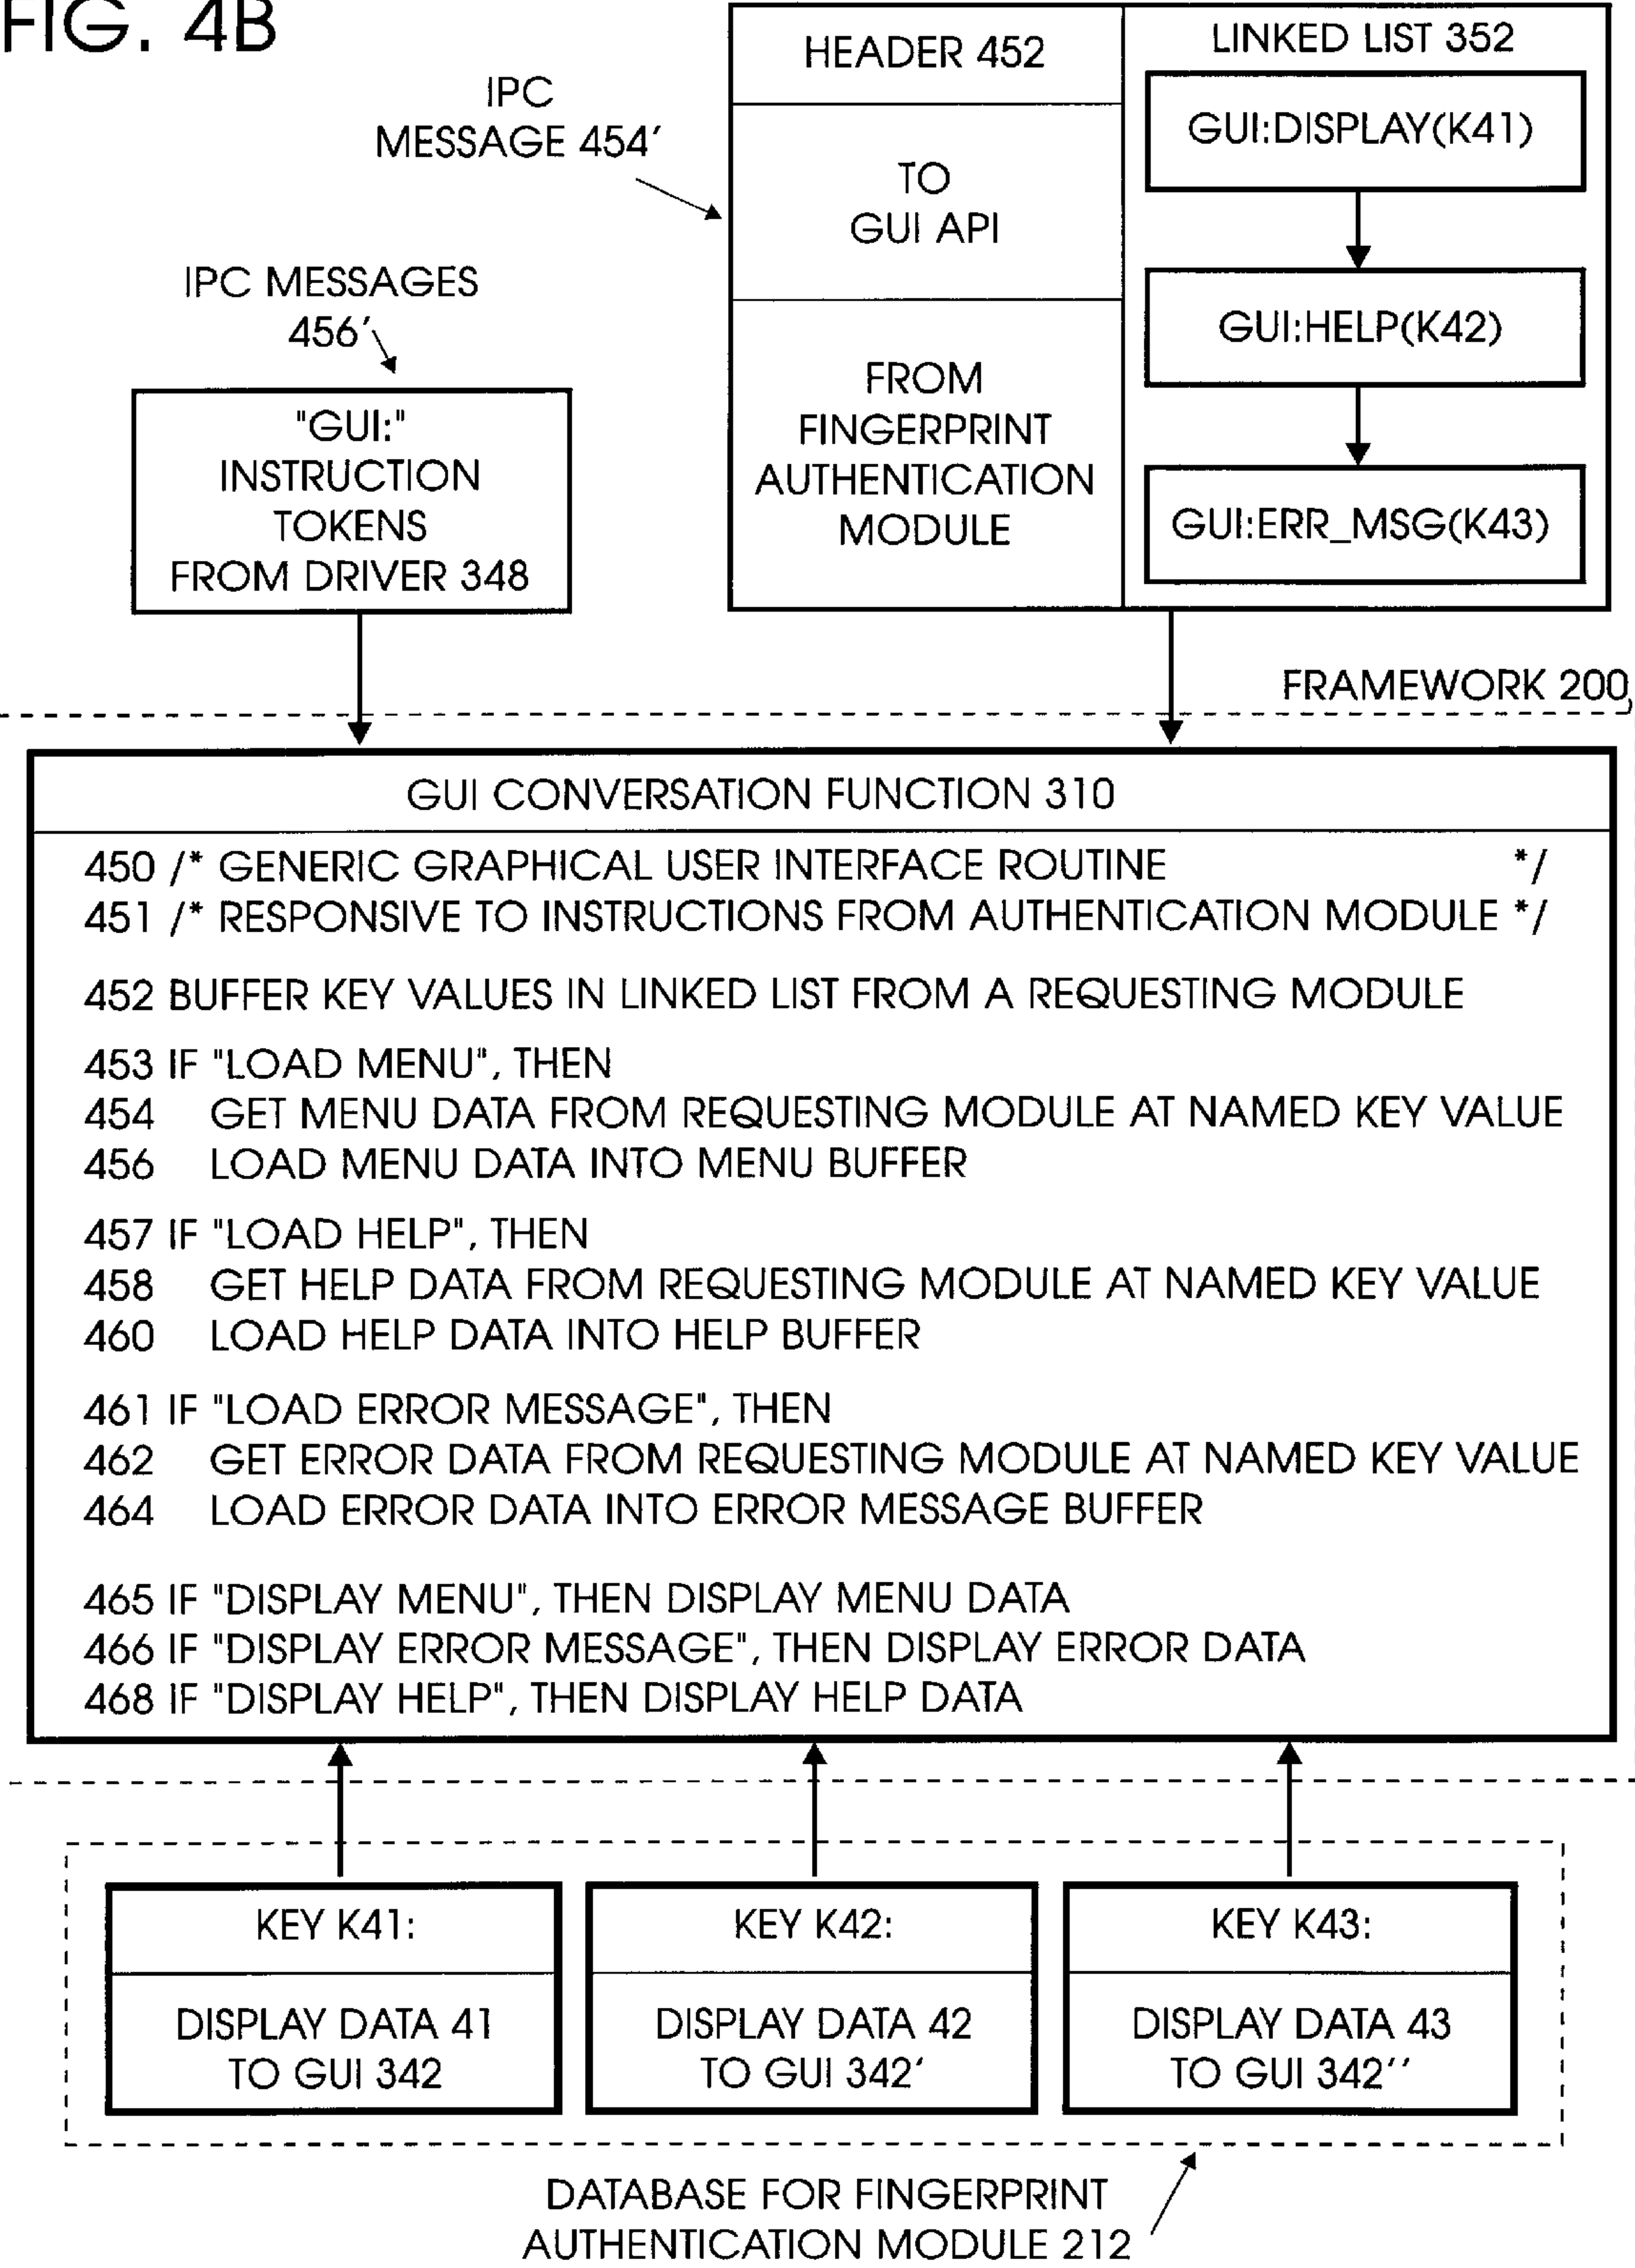 FIG. 4B
IPC
MESSAGE 454'
HEADER 452
TO
GUI API
FROM
FINGERPRINT
AUTHENTICATION
MODULE
LINKED LIST 352
GUI:DISPLAY(K41)
GUI:HELP(K42)
GUI:ERR_MSG(K43)
IPC MESSAGES
456'
"GUI:"
INSTRUCTION
TOKENS
FROM DRIVER 348
FRAMEWORK 200
GUI CONVERSATION FUNCTION 310
450 /* GENERIC GRAPHICAL USER INTERFACE ROUTINE */
451 /* RESPONSIVE TO INSTRUCTIONS FROM AUTHENTICATION MODULE */
452 BUFFER KEY VALUES IN LINKED LIST FROM A REQUESTING MODULE
453 IF "LOAD MENU", THEN
454 GET MENU DATA FROM REQUESTING MODULE AT NAMED KEY VALUE
456 LOAD MENU DATA INTO MENU BUFFER
457 IF "LOAD HELP", THEN
458 GET HELP DATA FROM REQUESTING MODULE AT NAMED KEY VALUE
460 LOAD HELP DATA INTO HELP BUFFER
461 IF "LOAD ERROR MESSAGE", THEN
462 GET ERROR DATA FROM REQUESTING MODULE AT NAMED KEY VALUE
464 LOAD ERROR DATA INTO ERROR MESSAGE BUFFER
465 IF "DISPLAY MENU", THEN DISPLAY MENU DATA
466 IF "DISPLAY ERROR MESSAGE", THEN DISPLAY ERROR DATA
468 IF "DISPLAY HELP", THEN DISPLAY HELP DATA
KEY K41:
DISPLAY DATA 41
TO GUI 342
KEY K42:
DISPLAY DATA 42
TO GUI 342'
KEY K43:
DISPLAY DATA 43
TO GUI 342''
DATABASE FOR FINGERPRINT
AUTHENTICATION MODULE 212